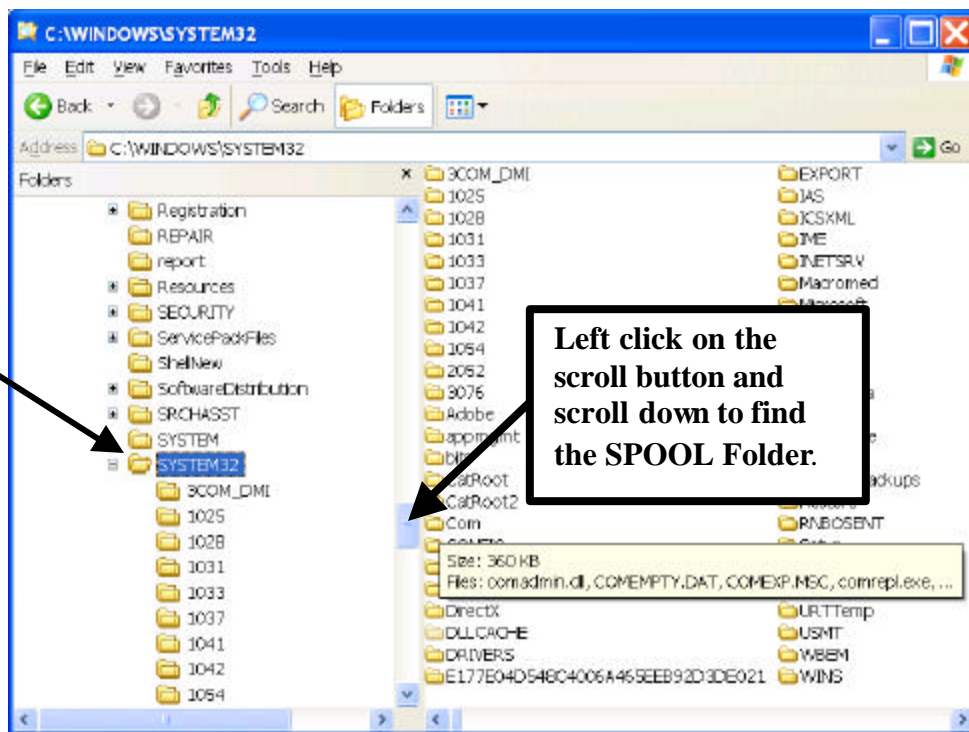 C:\WINDOWS\SYSTEM32
File Edit View Favorites Tools Help
Back Search Folders
Address C:\WINDOWS\SYSTEM32 Go
Folders
Registration
REPAIR
report
Resources
SECURITY
ServicePackFiles
ShellNew
SoftwareDistribution
SRCHASST
SYSTEM
SYSTEM32
3COM_DMI
1025
1028
1031
1033
1037
1041
1042
1054
3COM_DMI
1025
1028
1031
1033
1037
1041
1042
1054
2052
3076
Adobe
appmgmt
CatRoot
CatRoot2
Com
DirectX
DLLCACHE
DRIVERS
E177E04D548C4006A465EEB92D3DE021
EXPORT
IAS
ICSXML
IME
INETSRV
Macromed
RNBOSENT
URTTemp
USMT
WBEM
WINS
Left click on the
scroll button and
scroll down to find
the SPOOL Folder.
Size: 360 KB
Files: comadmin.dll, COMEMPTY.DAT, COMEXP.MSC, comrepl.exe, ...